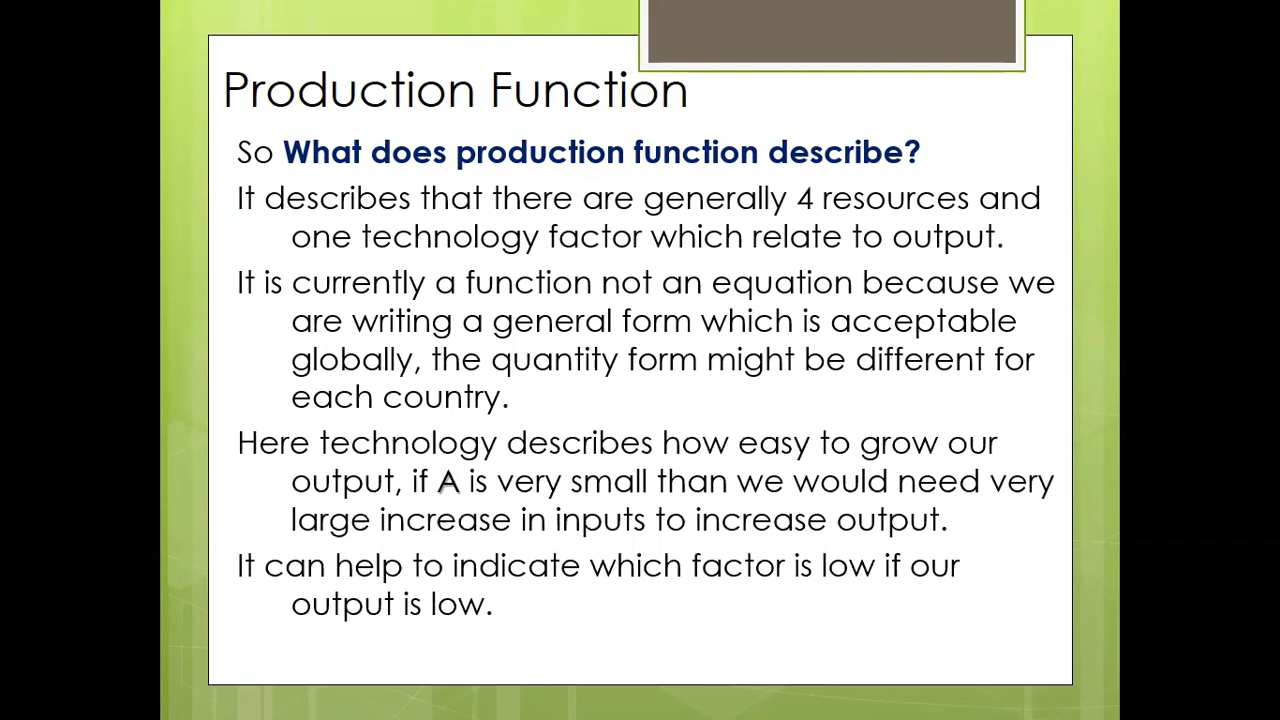 Production Function
So What does production function describe?
It describes that there are generally 4 resources and
one technology factor which relate to output.
It is currently a function not an equation because we
are writing a general form which is acceptable
globally, the quantity form might be different for
each country.
Here technology describes how easy to grow our
output, if A is very small than we would need very
large increase in inputs to increase output.
It can help to indicate which factor is low if our
output is low.